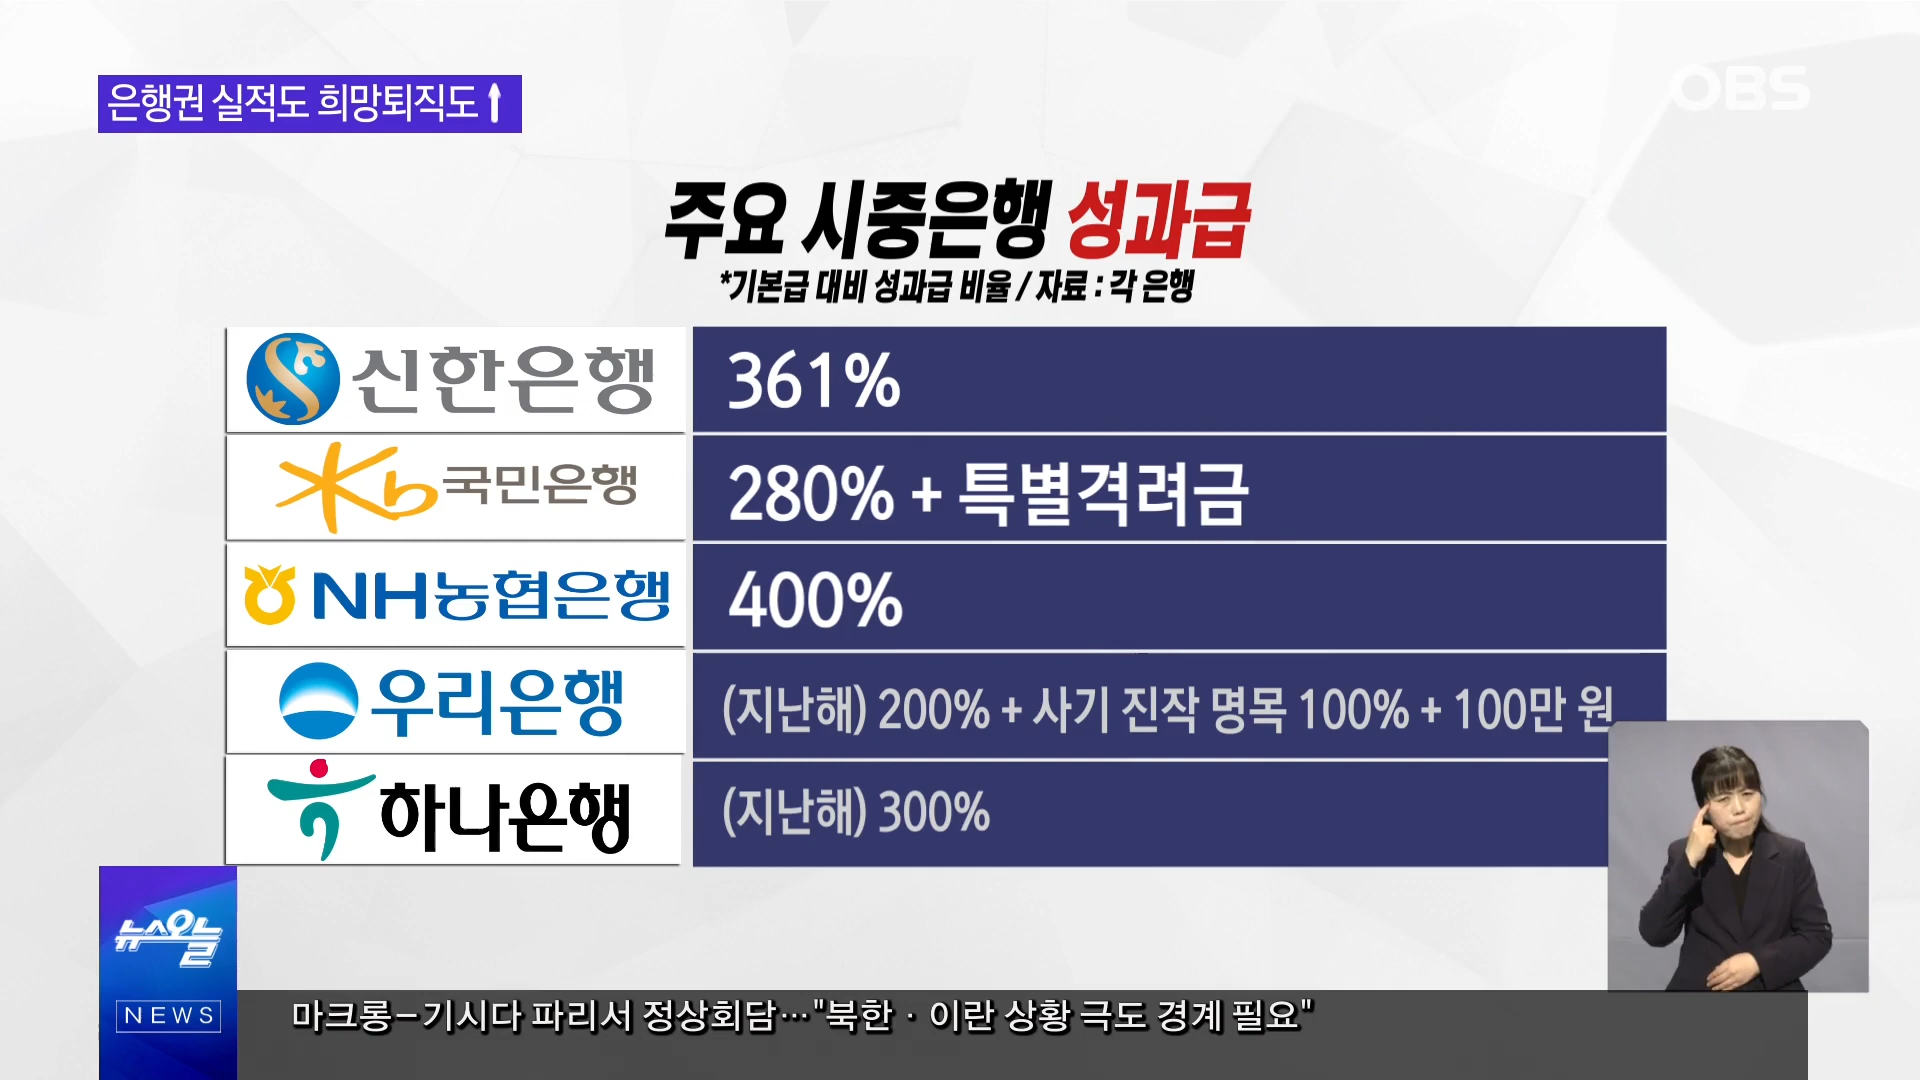 은행권 실적도 희망퇴직도↑
OBS
주요 시중은행 성과급
*기본급 대비 성과급 비율 / 자료 : 각 은행
신한은행 361%
Kb국민은행 280% + 특별격려금
NH농협은행 400%
우리은행 (지난해) 200% + 사기 진작 명목 100% + 100만 원
하나은행 (지난해) 300%
뉴스오늘
NEWS
마크롱-기시다 파리서 정상회담…"북한 · 이란 상황 극도 경계 필요"